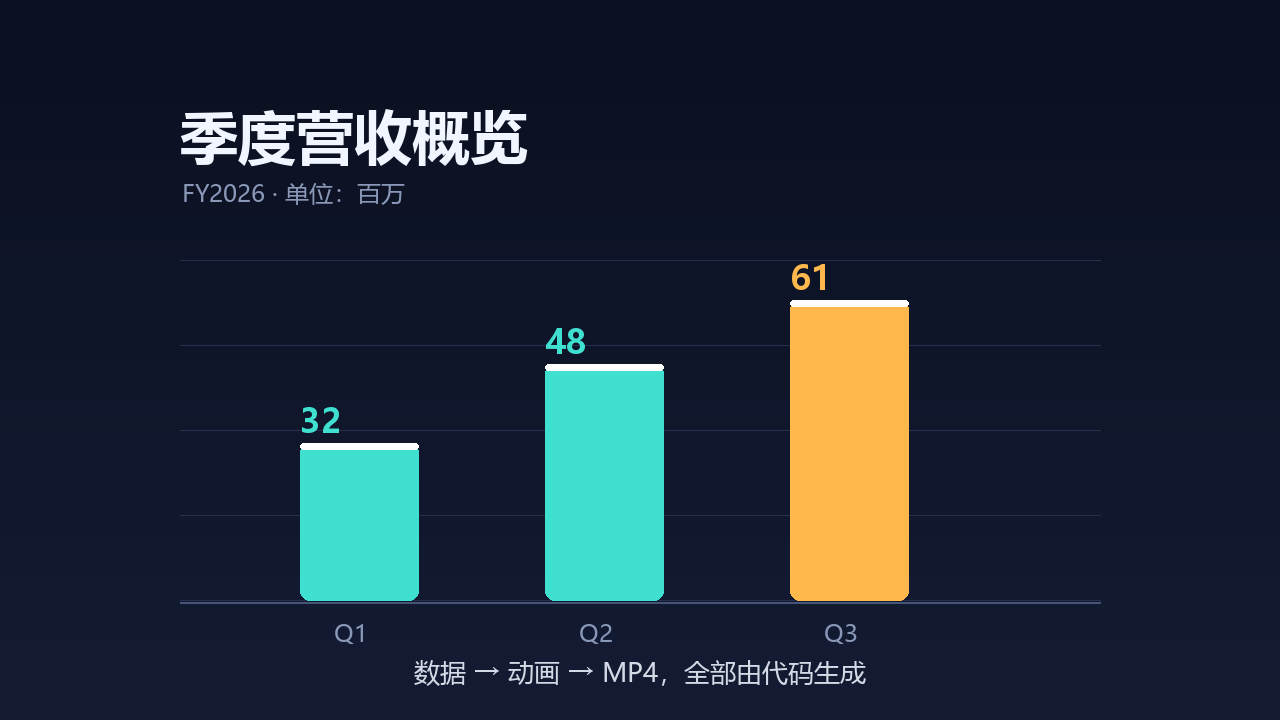 季度营收概览
FY2026 · 单位：百万
61
48
32
Q1 Q2 Q3
数据 → 动画 → MP4，全部由代码生成